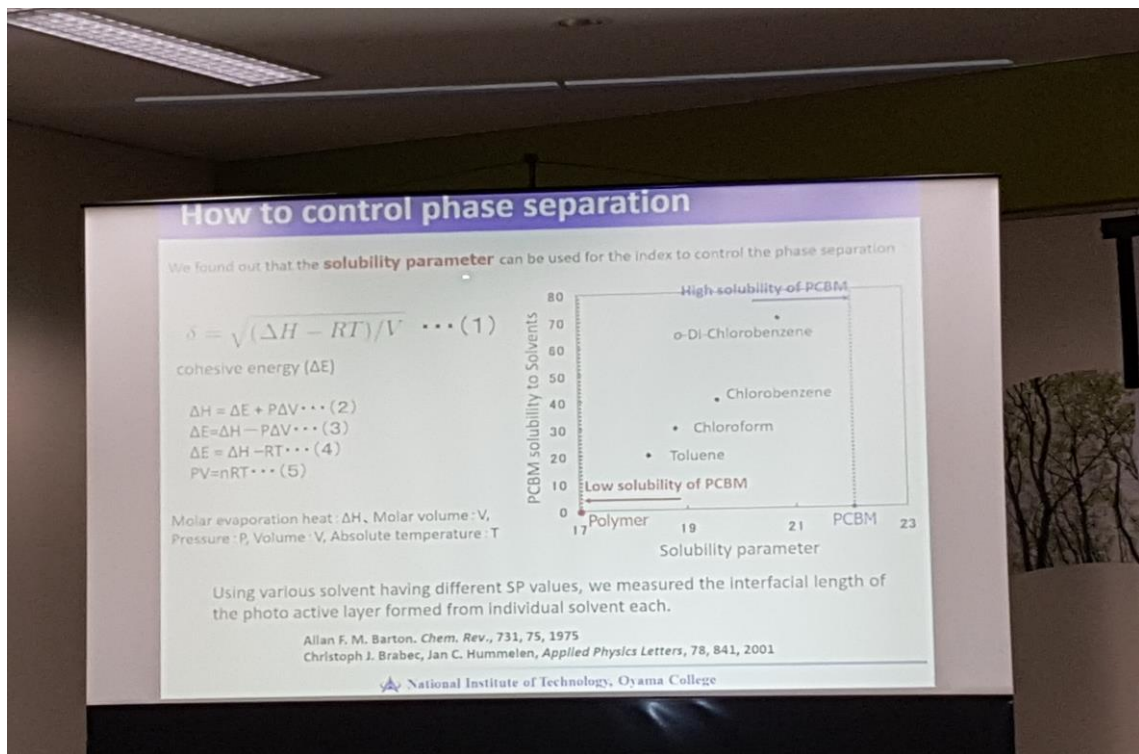 How to control phase separation
We found out that the solubility parameter can be used for the index to control the phase separation
δ = √(ΔH − RT)/V ···(1)
cohesive energy (ΔE)
ΔH = ΔE + PΔV···(2)
ΔE=ΔH−PΔV···(3)
ΔE = ΔH −RT···(4)
PV=nRT···(5)
Molar evaporation heat : ΔH、Molar volume : V,
Pressure : P, Volume : V, Absolute temperature : T
PCBM solubility to Solvents
80
70
60
50
40
30
20
10
0
High solubility of PCBM
o-Di-Chlorobenzene
Chlorobenzene
Chloroform
Toluene
Low solubility of PCBM
17 Polymer 19 21 PCBM 23
Solubility parameter
Using various solvent having different SP values, we measured the interfacial length of
the photo active layer formed from individual solvent each.
Allan F. M. Barton. Chem. Rev., 731, 75, 1975
Christoph J. Brabec, Jan C. Hummelen, Applied Physics Letters, 78, 841, 2001
National Institute of Technology, Oyama College